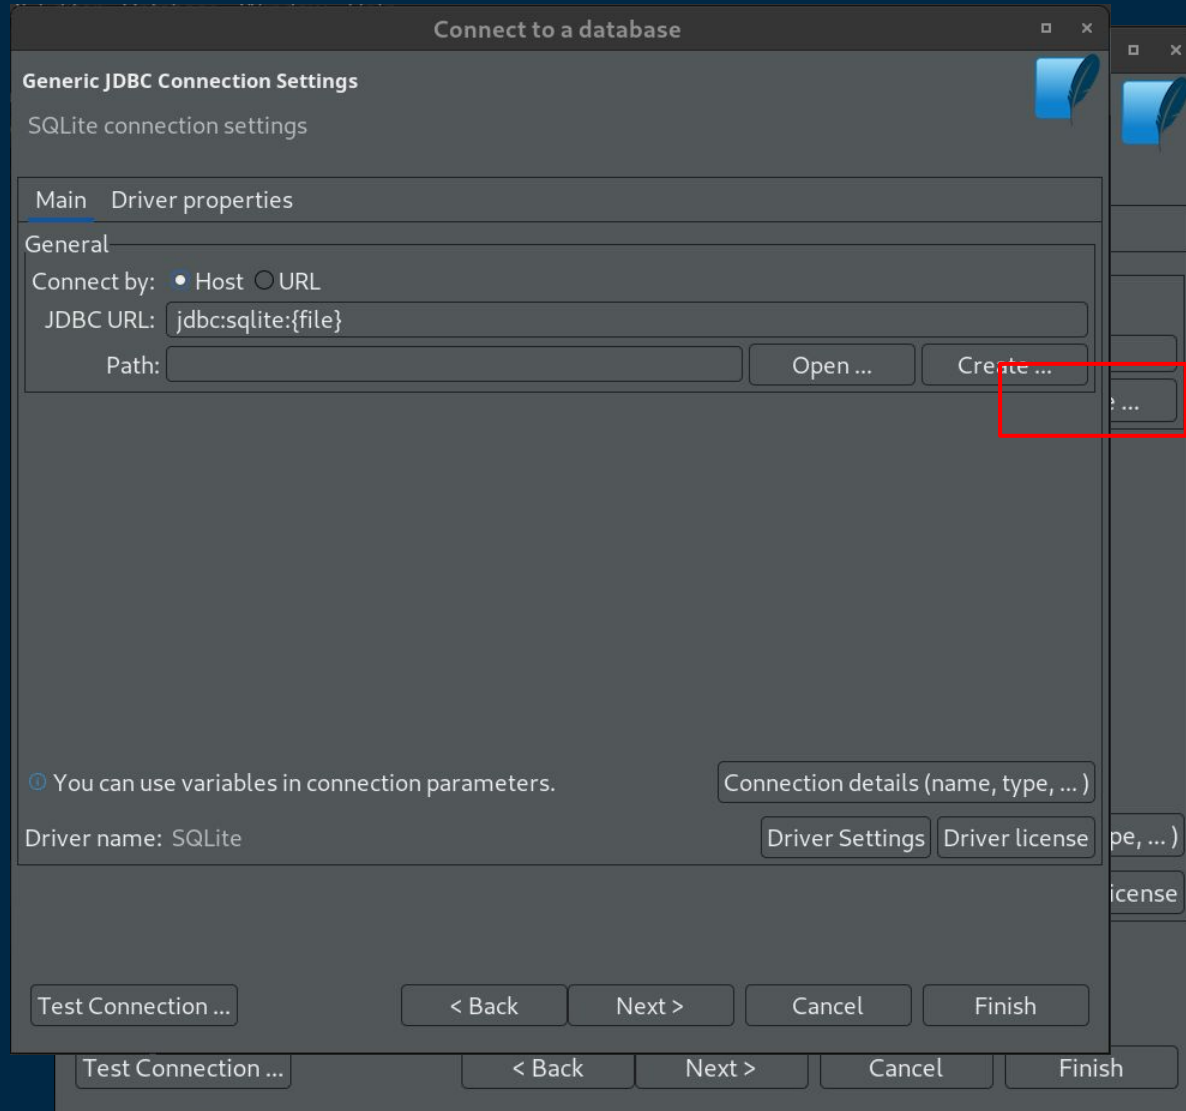 Connect to a database
Generic JDBC Connection Settings
SQLite connection settings
Main Driver properties
General
Connect by: Host URL
JDBC URL: jdbc:sqlite:{file}
Path: Open ... Create ...
...
You can use variables in connection parameters. Connection details (name, type, ... )
Driver name: SQLite Driver Settings Driver license
pe, ... )
icense
Test Connection ... < Back Next > Cancel Finish
Test Connection ... < Back Next > Cancel Finish